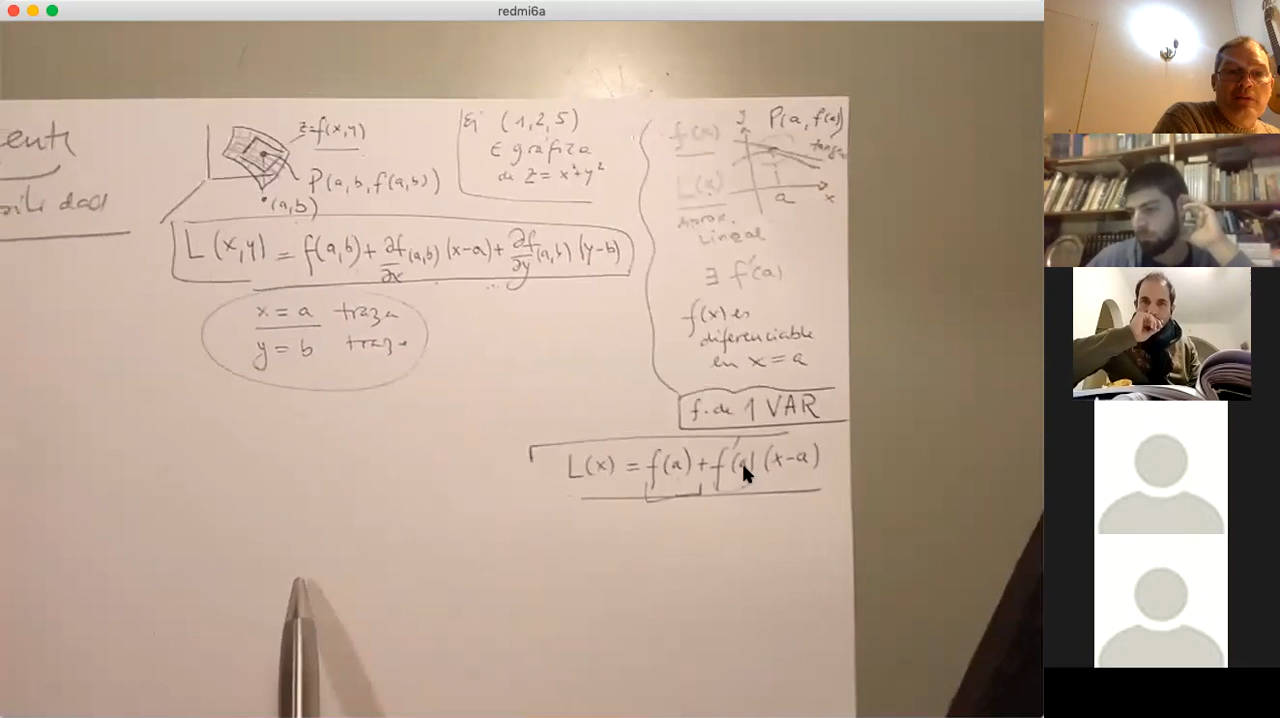 redmi6a
z=f(x,y)
P(a,b,f(a,b))
(a,b)
Ej (1,2,5)
∈ gráfica
de z = x²+y²
L(x,y) = f(a,b) + ∂f/∂x (a,b) (x-a) + ∂f/∂y (a,b) (y-b)
x = a traza
y = b traza
f(x)
y
P(a, f(a))
L(x)
a
x
Aprox.
Lineal
∃ f'(a)
f(x) es
diferenciable
en x = a
f. de 1 VAR
L(x) = f(a) + f'(a) (x-a)